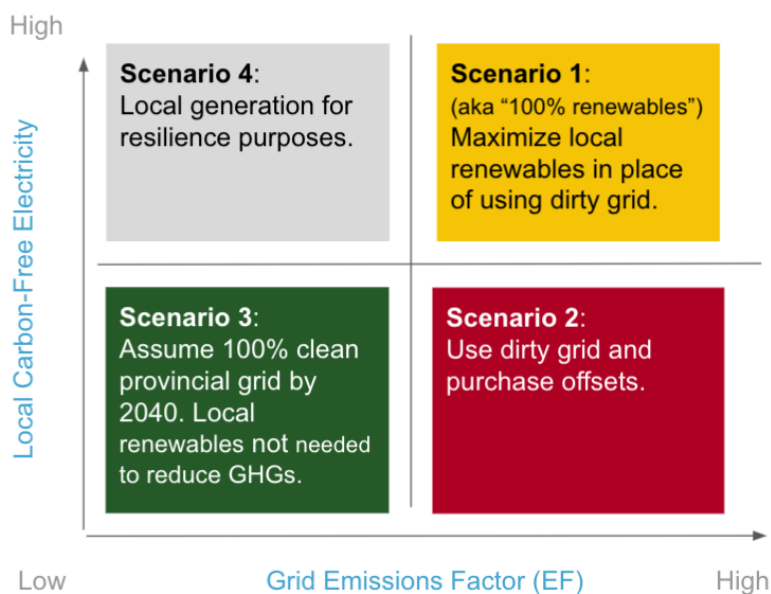 High
Scenario 4:
Local generation for
resilience purposes.
Scenario 1:
(aka “100% renewables”)
Maximize local
renewables in place
of using dirty grid.
Local Carbon-Free Electricity
Scenario 3:
Assume 100% clean
provincial grid by
2040. Local
renewables not needed
to reduce GHGs.
Scenario 2:
Use dirty grid and
purchase offsets.
Low
Grid Emissions Factor (EF)
High